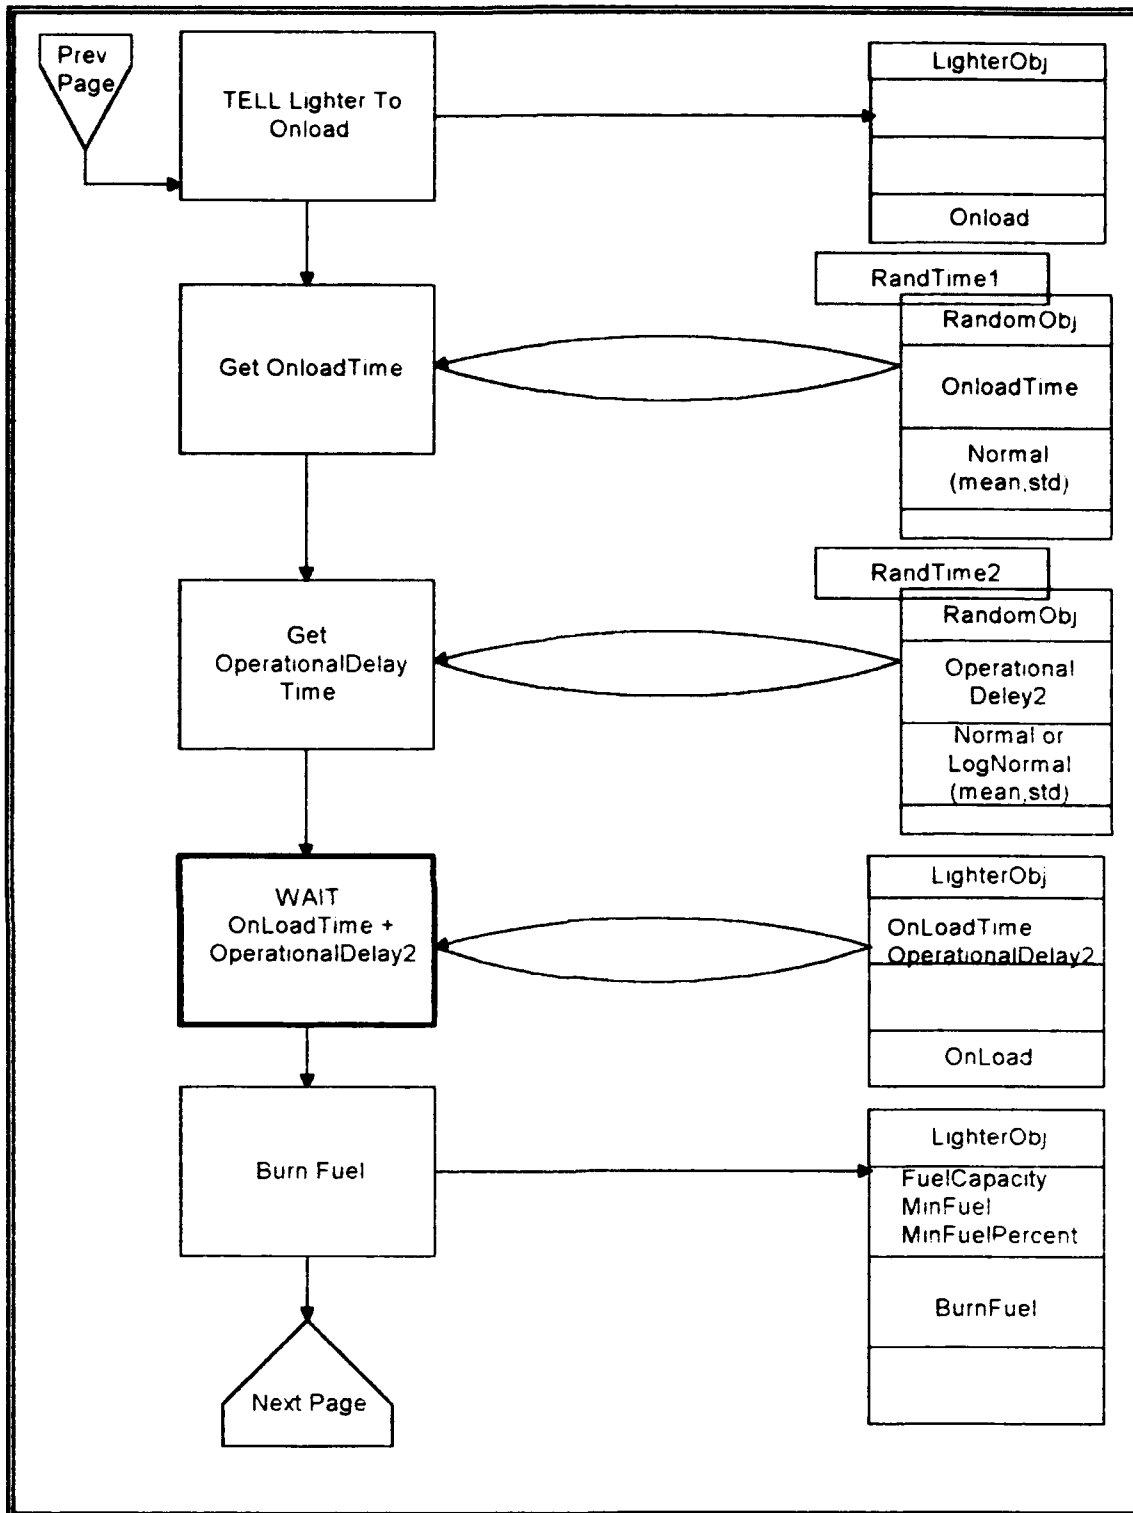 Prev
Page
TELL Lighter To
Onload
LighterObj
Onload
RandTime1
RandomObj
Get OnloadTime
OnloadTime
Normal
(mean,std)
RandTime2
RandomObj
Get
OperationalDelay
Time
Operational
Deley2
Normal or
LogNormal
(mean,std)
WAIT
OnLoadTime +
OperationalDelay2
LighterObj
OnLoadTime
OperationalDelay2
OnLoad
Burn Fuel
LighterObj
FuelCapacity
MinFuel
MinFuelPercent
BurnFuel
Next Page